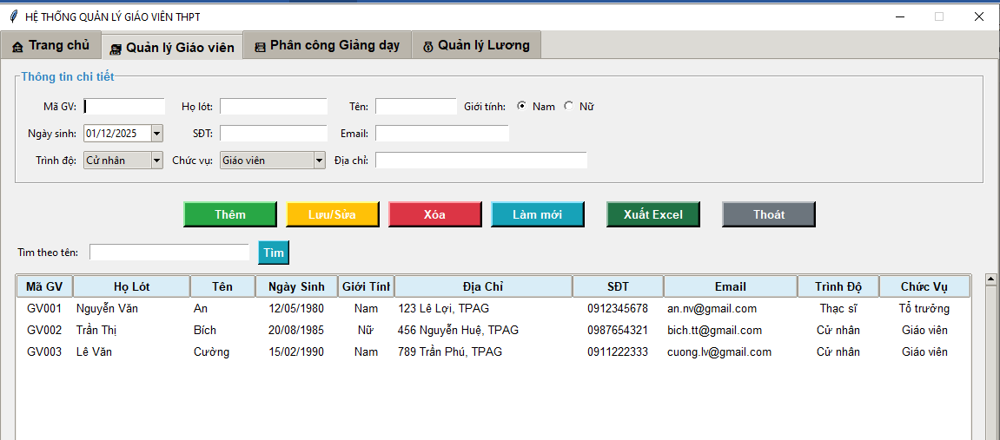 HỆ THỐNG QUẢN LÝ GIÁO VIÊN THPT
Trang chủ Quản lý Giáo viên Phân công Giảng dạy Quản lý Lương
Thông tin chi tiết
Mã GV: Họ lót: Tên: Giới tính: Nam Nữ
Ngày sinh: 01/12/2025 SĐT: Email:
Trình độ: Cử nhân Chức vụ: Giáo viên Địa chỉ:
Thêm Lưu/Sửa Xóa Làm mới Xuất Excel Thoát
Tìm theo tên: Tìm
Mã GV Họ Lót Tên Ngày Sinh Giới Tính Địa Chỉ SĐT Email Trình Độ Chức Vụ
GV001 Nguyễn Văn An 12/05/1980 Nam 123 Lê Lợi, TPAG 0912345678 an.nv@gmail.com Thạc sĩ Tổ trưởng
GV002 Trần Thị Bích 20/08/1985 Nữ 456 Nguyễn Huệ, TPAG 0987654321 bich.tt@gmail.com Cử nhân Giáo viên
GV003 Lê Văn Cường 15/02/1990 Nam 789 Trần Phú, TPAG 0911222333 cuong.lv@gmail.com Cử nhân Giáo viên